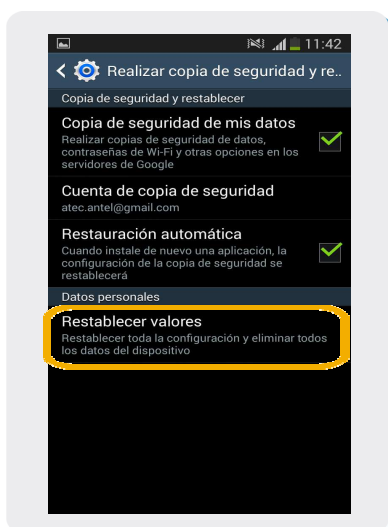 11:42
Realizar copia de seguridad y re..
Copia de seguridad y restablecer
Copia de seguridad de mis datos
Realizar copias de seguridad de datos,
contraseñas de Wi-Fi y otras opciones en los
servidores de Google
Cuenta de copia de seguridad
atec.antel@gmail.com
Restauración automática
Cuando instale de nuevo una aplicación, la
configuración de la copia de seguridad se
restablecerá
Datos personales
Restablecer valores
Restablecer toda la configuración y eliminar todos
los datos del dispositivo